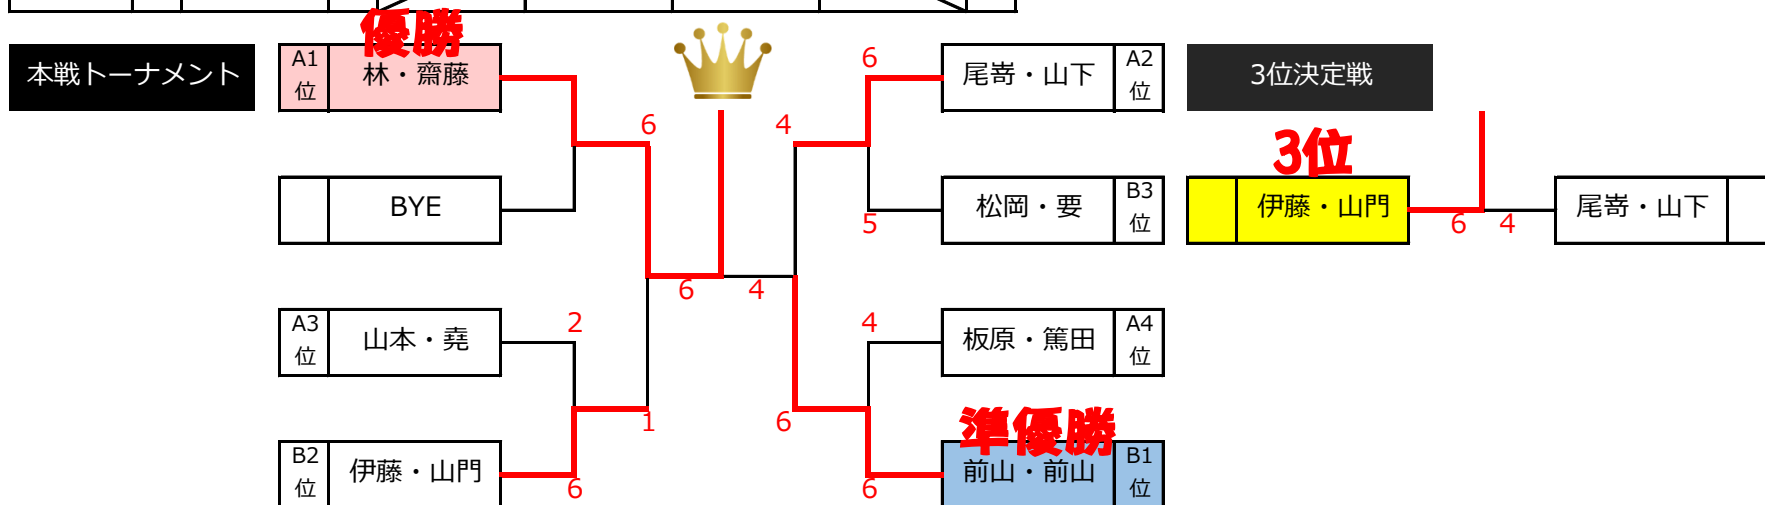 優勝
本戦トーナメント
A1
位
林・齋藤
6
尾嵜・山下
A2
位
3位決定戦
6
4
3位
BYE
松岡・要
B3
位
5
伊藤・山門
6
4
尾嵜・山下
6
4
A3
位
山本・堯
2
4
板原・篤田
A4
位
1
6
準優勝
B2
位
伊藤・山門
6
6
前山・前山
B1
位